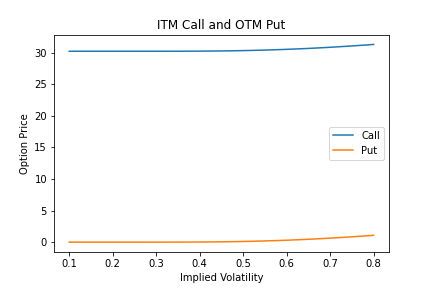 ITM Call and OTM Put
Option Price
30
25
20
15
10
5
0
Call
Put
0.1 0.2 0.3 0.4 0.5 0.6 0.7 0.8
Implied Volatility